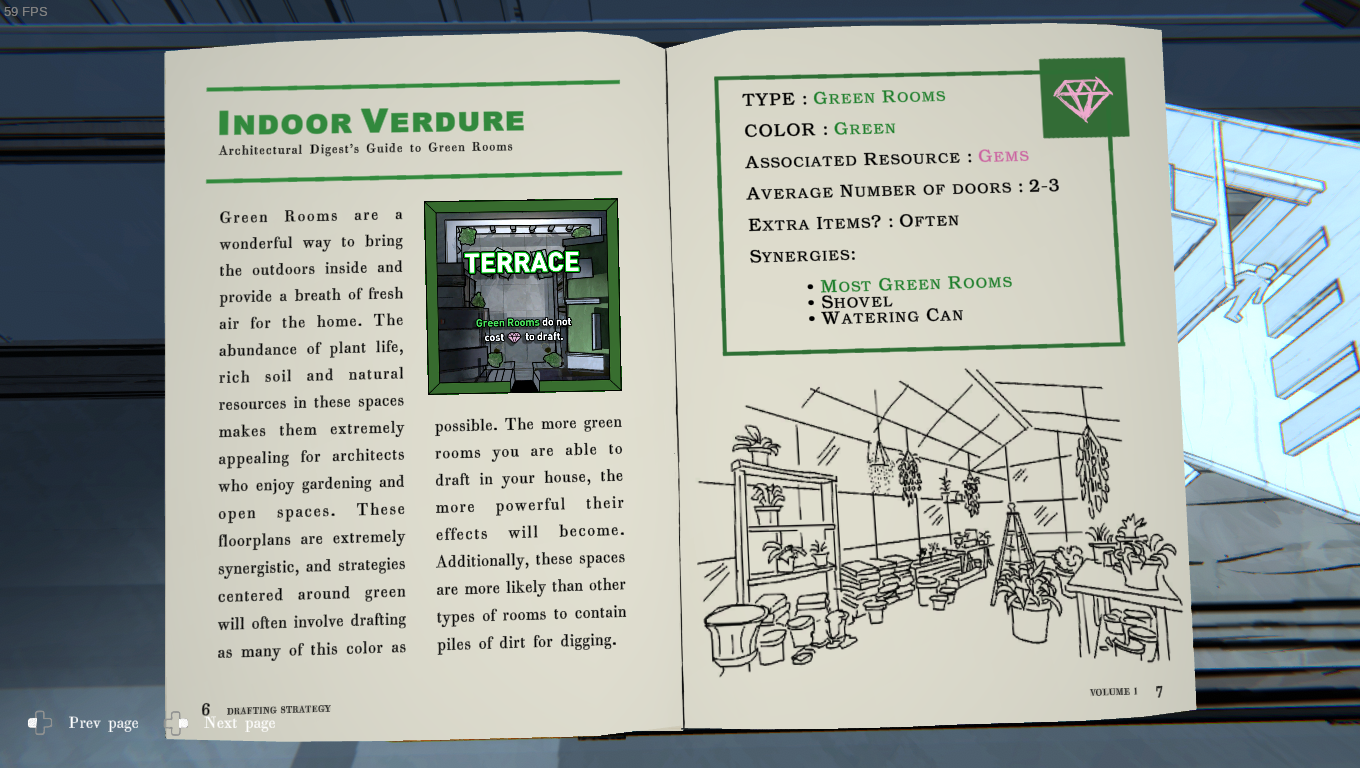 59 FPS
Indoor Verdure
Architectural Digest's Guide to Green Rooms
Green Rooms are a
wonderful way to bring
the outdoors inside and
provide a breath of fresh
air for the home. The
abundance of plant life,
rich soil and natural
resources in these spaces
makes them extremely
appealing for architects
who enjoy gardening and
open spaces. These
floorplans are extremely
synergistic, and strategies
centered around green
will often involve drafting
as many of this color as
TERRACE
Green Rooms do not
cost to draft.
possible. The more green
rooms you are able to
draft in your house, the
more powerful their
effects will become.
Additionally, these spaces
are more likely than other
types of rooms to contain
piles of dirt for digging.
6 DRAFTING STRATEGY
Prev page
Next page
Type : Green Rooms
Color : Green
Associated Resource : Gems
Average Number of doors : 2-3
Extra Items? : Often
Synergies:
• Most Green Rooms
• Shovel
• Watering Can
VOLUME 1 7